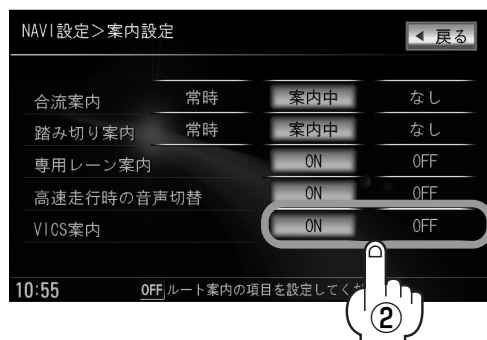 NAVI設定＞案内設定 ◀ 戻る
合流案内 常時 案内中 なし
踏み切り案内 常時 案内中 なし
専用レーン案内 ON OFF
高速走行時の音声切替 ON OFF
VICS案内 ON OFF
10:55 OFF ルート案内の項目を設定してくだ
②